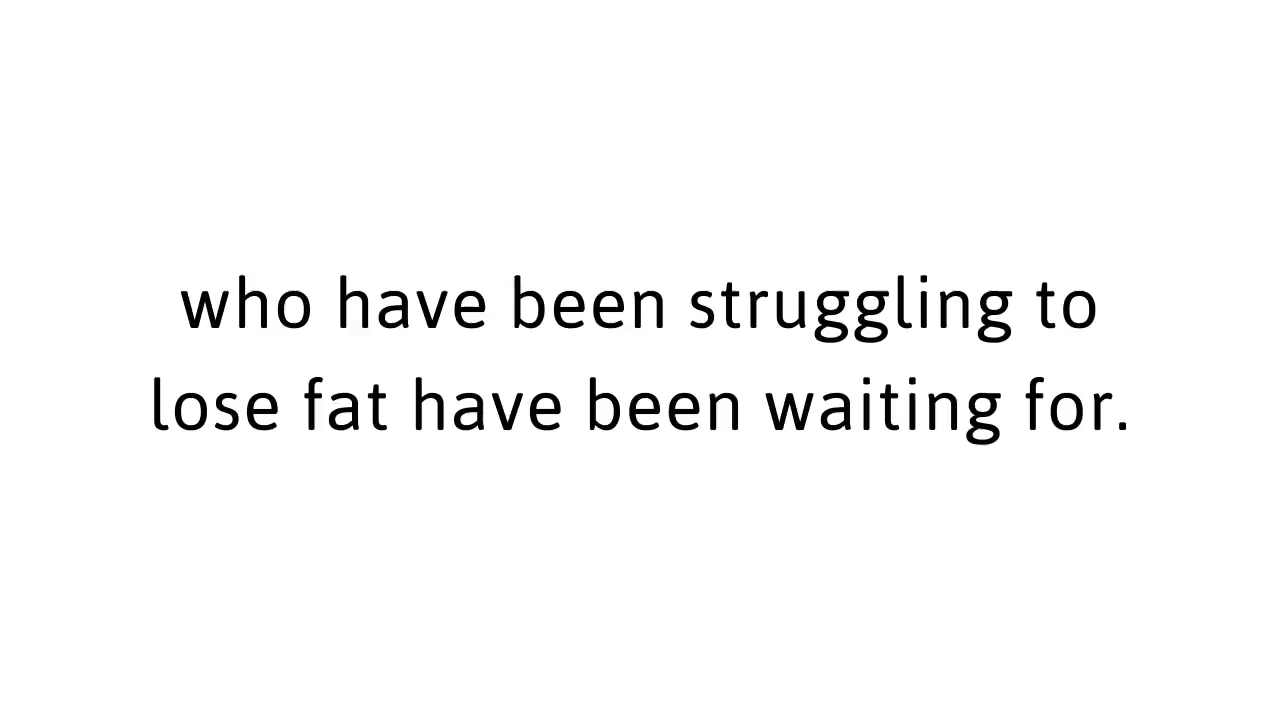 who have been struggling to
lose fat have been waiting for.